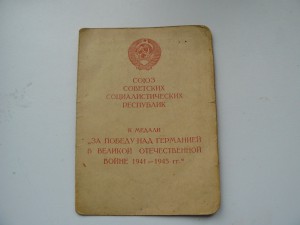 СОЮЗ
СОВЕТСКИХ
СОЦИАЛИСТИЧЕСКИХ
РЕСПУБЛИК
К МЕДАЛИ
„ЗА ПОБЕДУ НАД ГЕРМАНИЕЙ
В ВЕЛИКОЙ ОТЕЧЕСТВЕННОЙ
ВОЙНЕ 1941—1945 гг.“